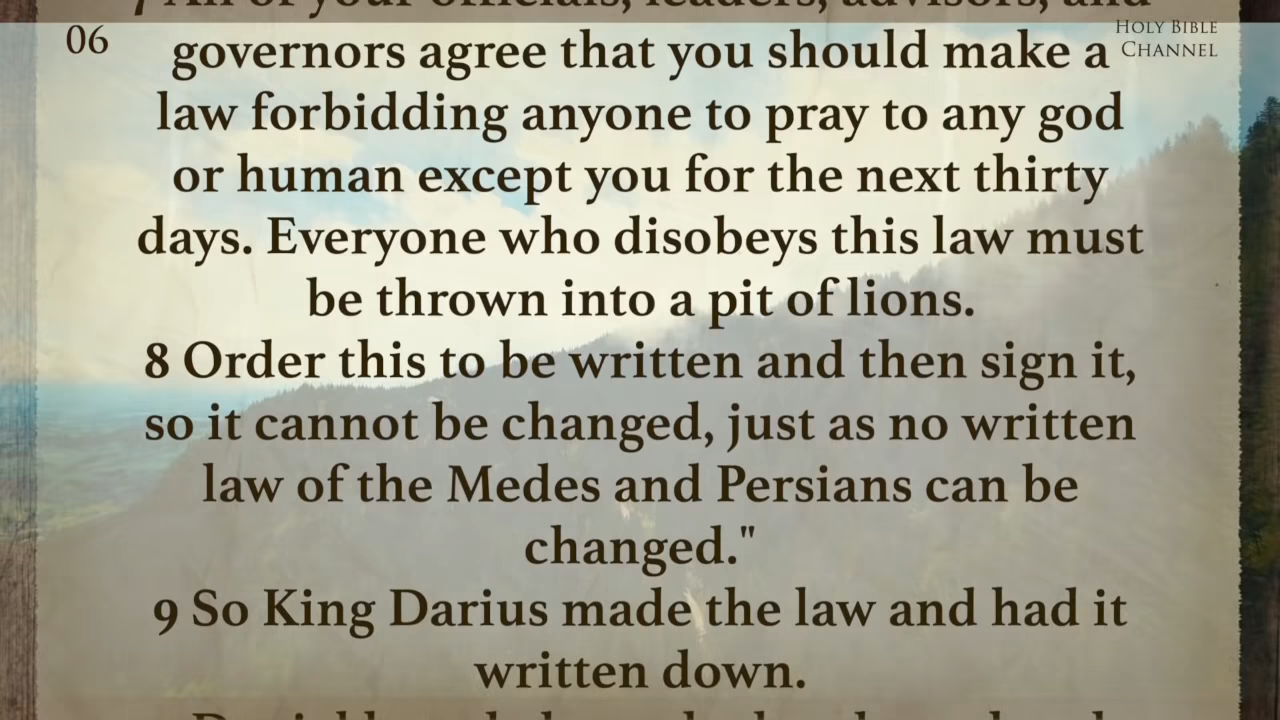 7 All of your officials, leaders, advisors, and
06
HOLY BIBLE
CHANNEL
governors agree that you should make a
law forbidding anyone to pray to any god
or human except you for the next thirty
days. Everyone who disobeys this law must
be thrown into a pit of lions.
8 Order this to be written and then sign it,
so it cannot be changed, just as no written
law of the Medes and Persians can be
changed."
9 So King Darius made the law and had it
written down.